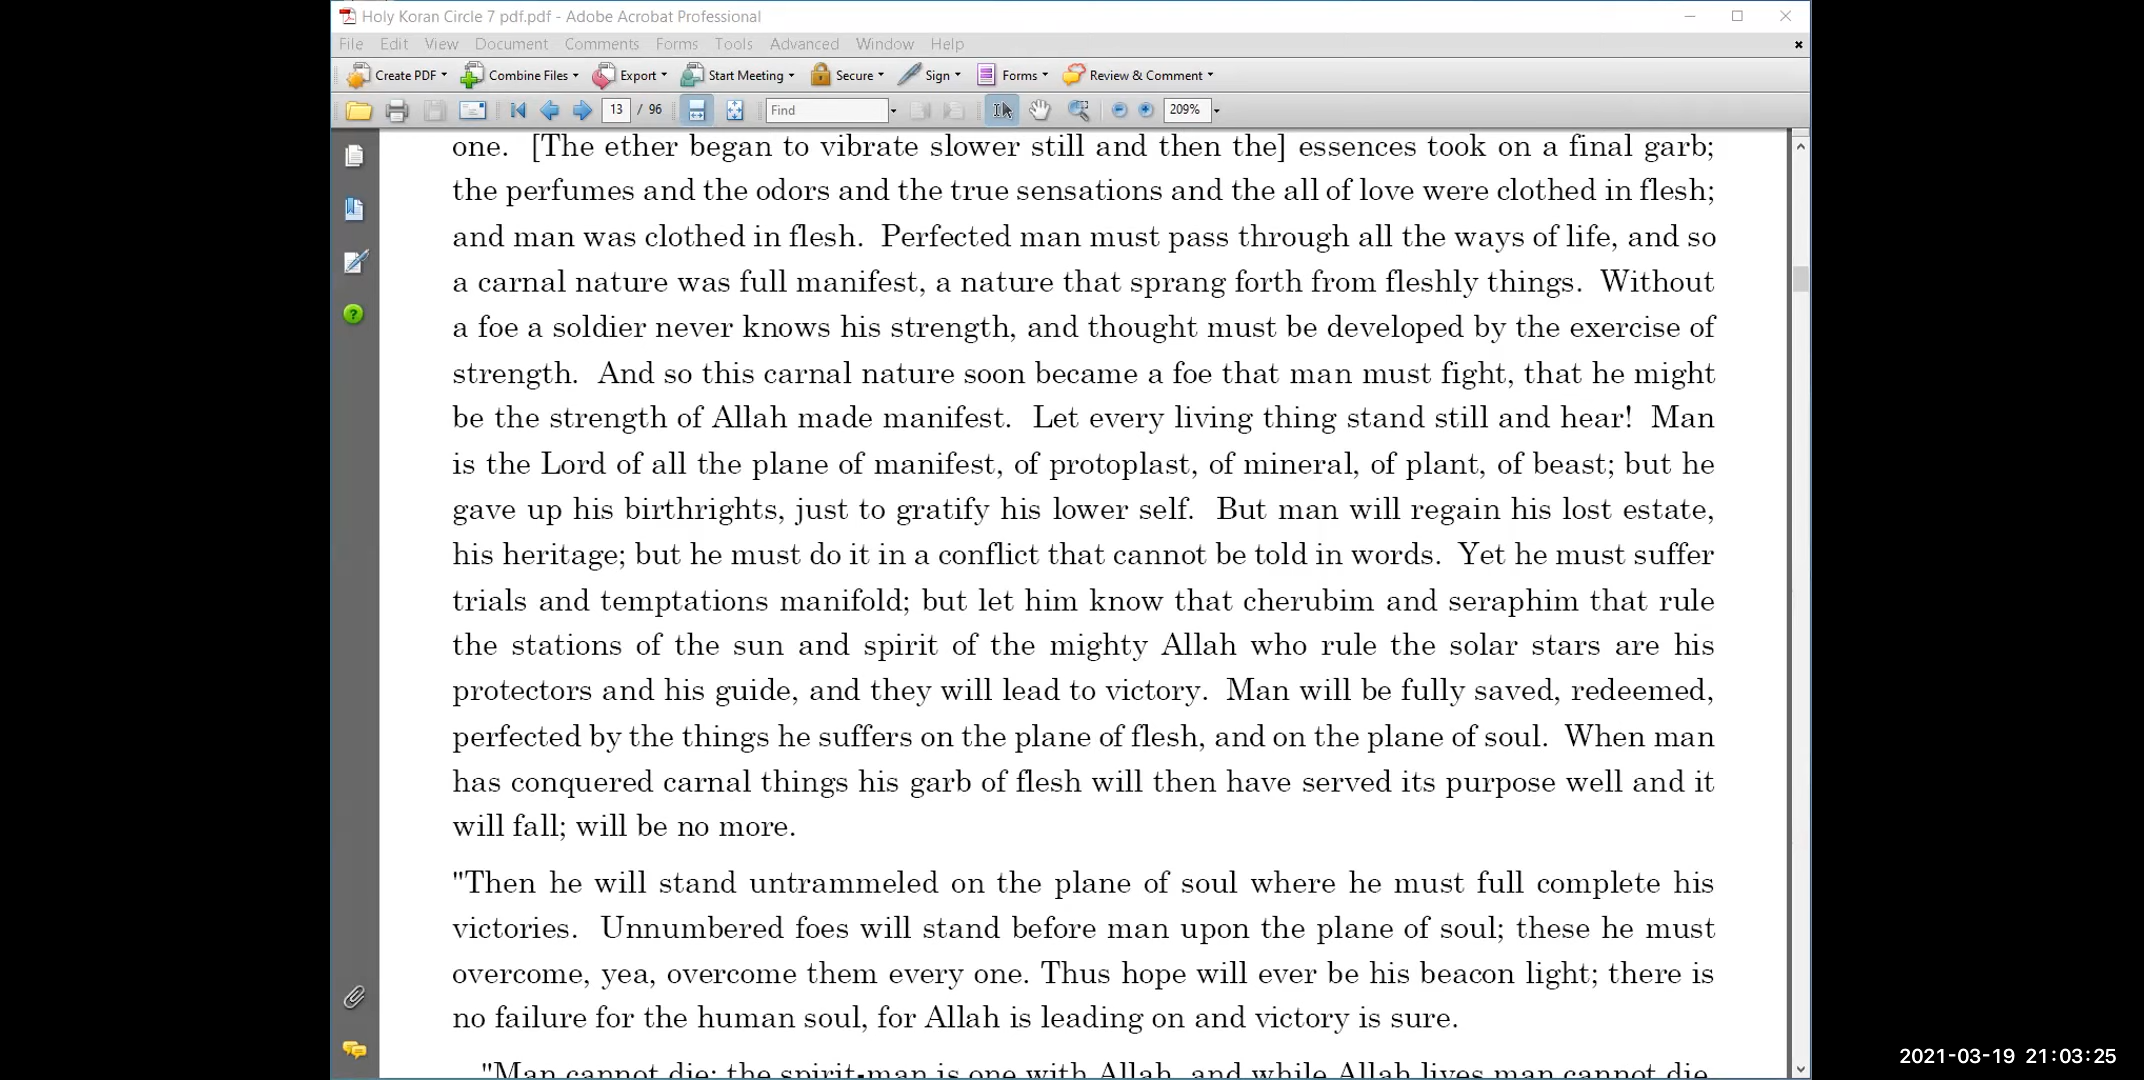 Holy Koran Circle 7 pdf.pdf - Adobe Acrobat Professional
File Edit View Document Comments Forms Tools Advanced Window Help
Create PDF Combine Files Export Start Meeting Secure Sign Forms Review & Comment
13 / 96 Find 209%
one. [The ether began to vibrate slower still and then the] essences took on a final garb;
the perfumes and the odors and the true sensations and the all of love were clothed in flesh;
and man was clothed in flesh. Perfected man must pass through all the ways of life, and so
a carnal nature was full manifest, a nature that sprang forth from fleshly things. Without
a foe a soldier never knows his strength, and thought must be developed by the exercise of
strength. And so this carnal nature soon became a foe that man must fight, that he might
be the strength of Allah made manifest. Let every living thing stand still and hear! Man
is the Lord of all the plane of manifest, of protoplast, of mineral, of plant, of beast; but he
gave up his birthrights, just to gratify his lower self. But man will regain his lost estate,
his heritage; but he must do it in a conflict that cannot be told in words. Yet he must suffer
trials and temptations manifold; but let him know that cherubim and seraphim that rule
the stations of the sun and spirit of the mighty Allah who rule the solar stars are his
protectors and his guide, and they will lead to victory. Man will be fully saved, redeemed,
perfected by the things he suffers on the plane of flesh, and on the plane of soul. When man
has conquered carnal things his garb of flesh will then have served its purpose well and it
will fall; will be no more.
"Then he will stand untrammeled on the plane of soul where he must full complete his
victories. Unnumbered foes will stand before man upon the plane of soul; these he must
overcome, yea, overcome them every one. Thus hope will ever be his beacon light; there is
no failure for the human soul, for Allah is leading on and victory is sure.
"Man cannot die; the spirit-man is one with Allah, and while Allah lives man cannot die.
2021-03-19 21:03:25